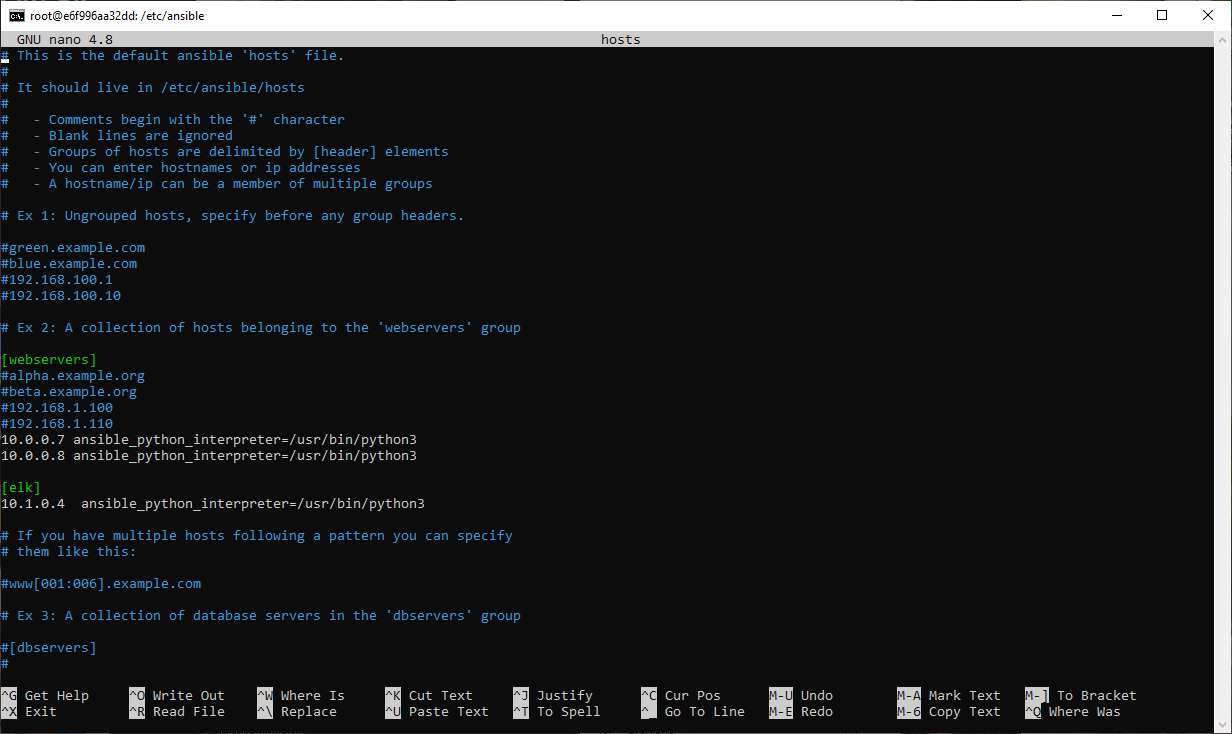 root@e6f996aa32dd: /etc/ansible
GNU nano 4.8 hosts
# This is the default ansible 'hosts' file.
#
# It should live in /etc/ansible/hosts
#
#   - Comments begin with the '#' character
#   - Blank lines are ignored
#   - Groups of hosts are delimited by [header] elements
#   - You can enter hostnames or ip addresses
#   - A hostname/ip can be a member of multiple groups
# Ex 1: Ungrouped hosts, specify before any group headers.
#green.example.com
#blue.example.com
#192.168.100.1
#192.168.100.10
# Ex 2: A collection of hosts belonging to the 'webservers' group
[webservers]
#alpha.example.org
#beta.example.org
#192.168.1.100
#192.168.1.110
10.0.0.7 ansible_python_interpreter=/usr/bin/python3
10.0.0.8 ansible_python_interpreter=/usr/bin/python3
[elk]
10.1.0.4  ansible_python_interpreter=/usr/bin/python3
# If you have multiple hosts following a pattern you can specify
# them like this:
#www[001:006].example.com
# Ex 3: A collection of database servers in the 'dbservers' group
#[dbservers]
#
^G Get Help ^O Write Out ^W Where Is ^K Cut Text ^J Justify ^C Cur Pos M-U Undo M-A Mark Text M-] To Bracket
^X Exit ^R Read File ^\ Replace ^U Paste Text ^T To Spell ^_ Go To Line M-E Redo M-6 Copy Text ^Q Where Was